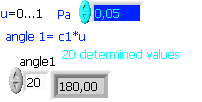 u=0...1 Pa 0,05
angle 1= c1*u
20 determined values
angle1
20 180,00